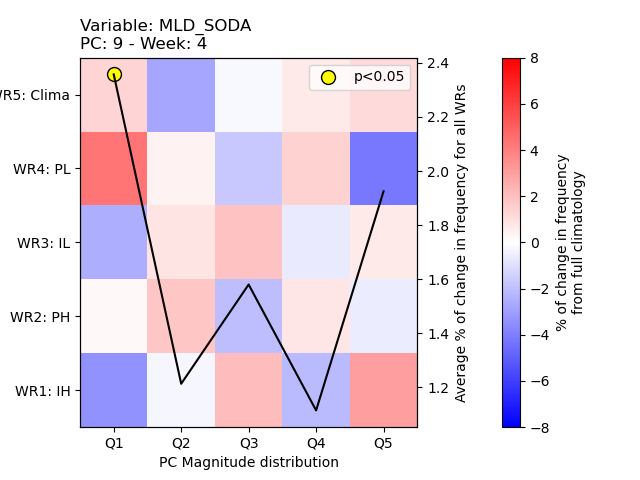 Variable: MLD_SODA
PC: 9 - Week: 4
p<0.05
R5: Clima
WR4: PL
WR3: IL
WR2: PH
WR1: IH
Q1 Q2 Q3 Q4 Q5
PC Magnitude distribution
2.4
2.2
2.0
1.8
1.6
1.4
1.2
Average % of change in frequency for all WRs
8
6
4
2
0
−2
−4
−6
−8
% of change in frequency
from full climatology